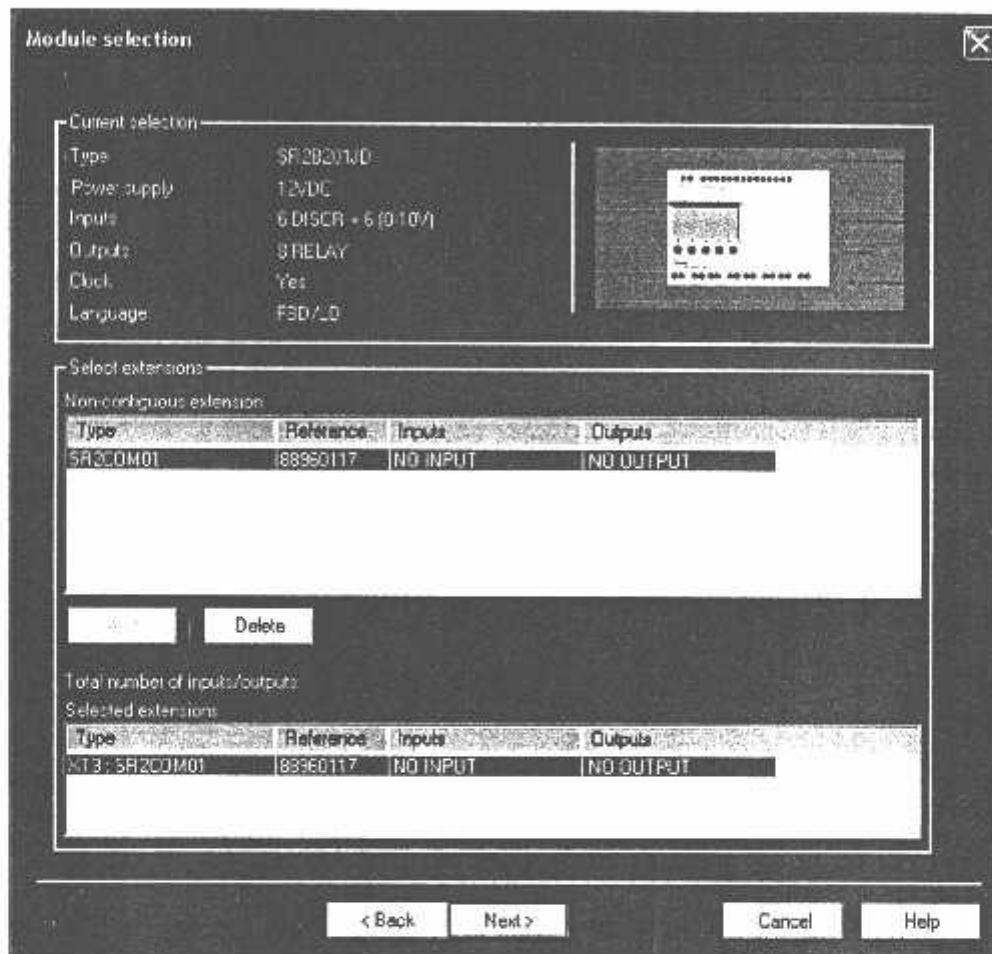 Module selection
Current selection
Type SR2B201JD
Power supply 12VDC
Inputs 6 DISCR + 6 (0-10V)
Outputs 8 RELAY
Clock Yes
Language FBD/LD
Select extensions
Non-contiguous extension
Type Reference Inputs Outputs
SR2COM01 88960117 NO INPUT NO OUTPUT
Delete
Total number of inputs/outputs
Selected extensions
Type Reference Inputs Outputs
XT3 : SR2COM01 88960117 NO INPUT NO OUTPUT
< Back Next > Cancel Help